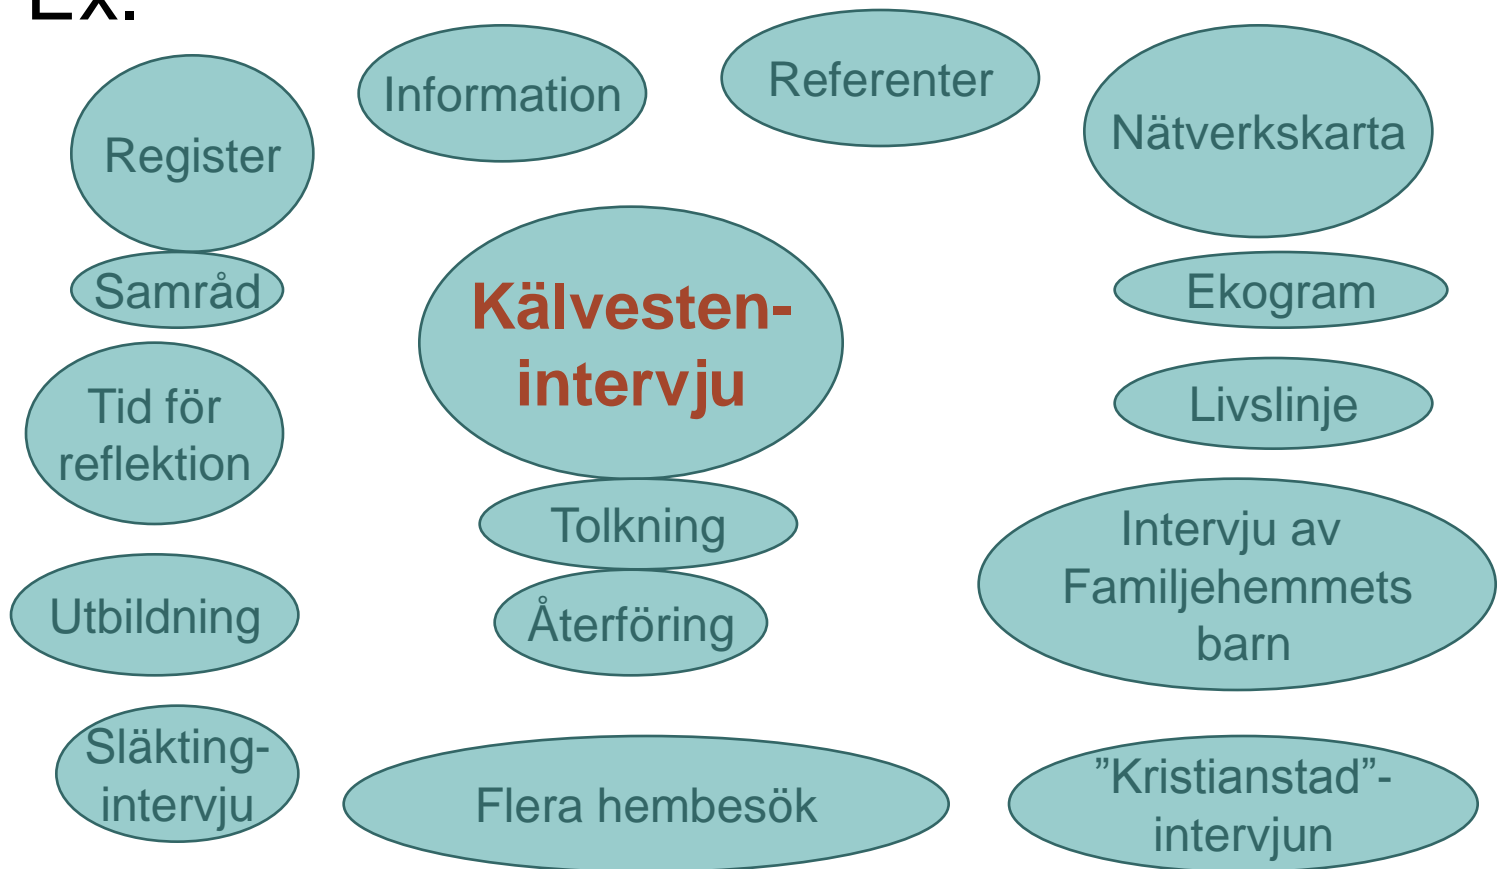 Ex.
Information
Referenter
Register
Nätverkskarta
Samråd
Ekogram
Kälvesten-
intervju
Tid för
reflektion
Livslinje
Tolkning
Intervju av
Familjehemmets
barn
Utbildning
Återföring
Släkting-
intervju
Flera hembesök
”Kristianstad”-
intervjun